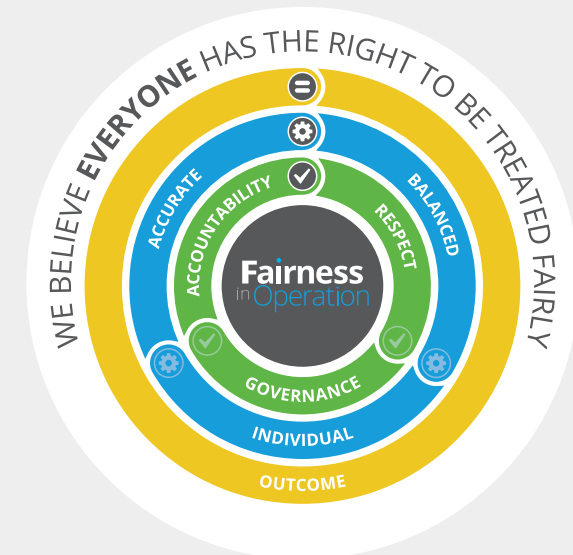 WE BELIEVE EVERYONE HAS THE RIGHT TO BE TREATED FAIRLY
ACCURATE
BALANCED
ACCOUNTABILITY
RESPECT
Fairness
in Operation
GOVERNANCE
INDIVIDUAL
OUTCOME